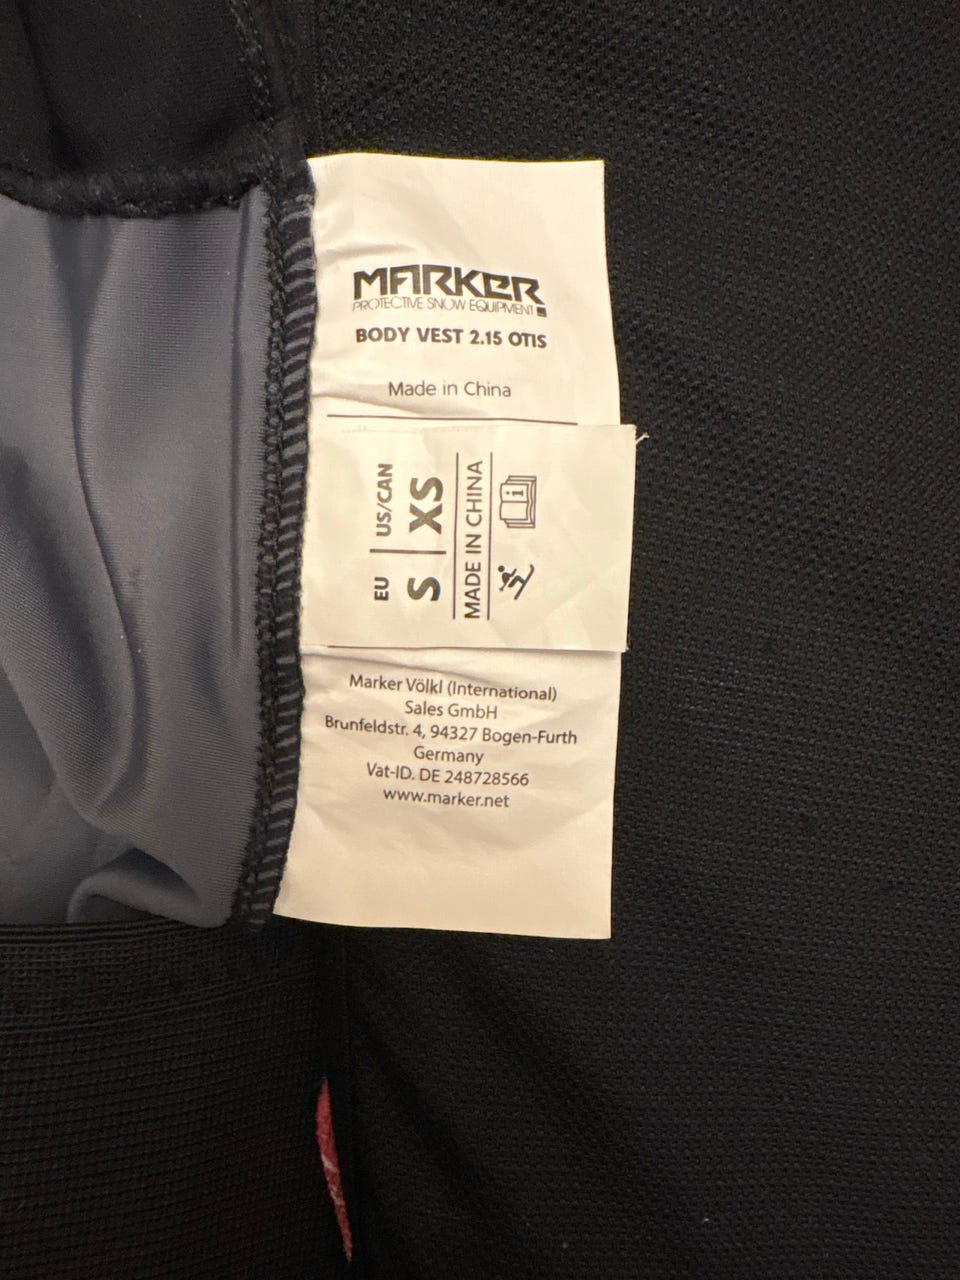 MARKER
PROTECTIVE SNOW EQUIPMENT
BODY VEST 2.15 OTIS
Made in China
EU | US/CAN
S | XS
MADE IN CHINA
i
Marker Völkl (International)
Sales GmbH
Brunfeldstr. 4, 94327 Bogen-Furth
Germany
Vat-ID. DE 248728566
www.marker.net